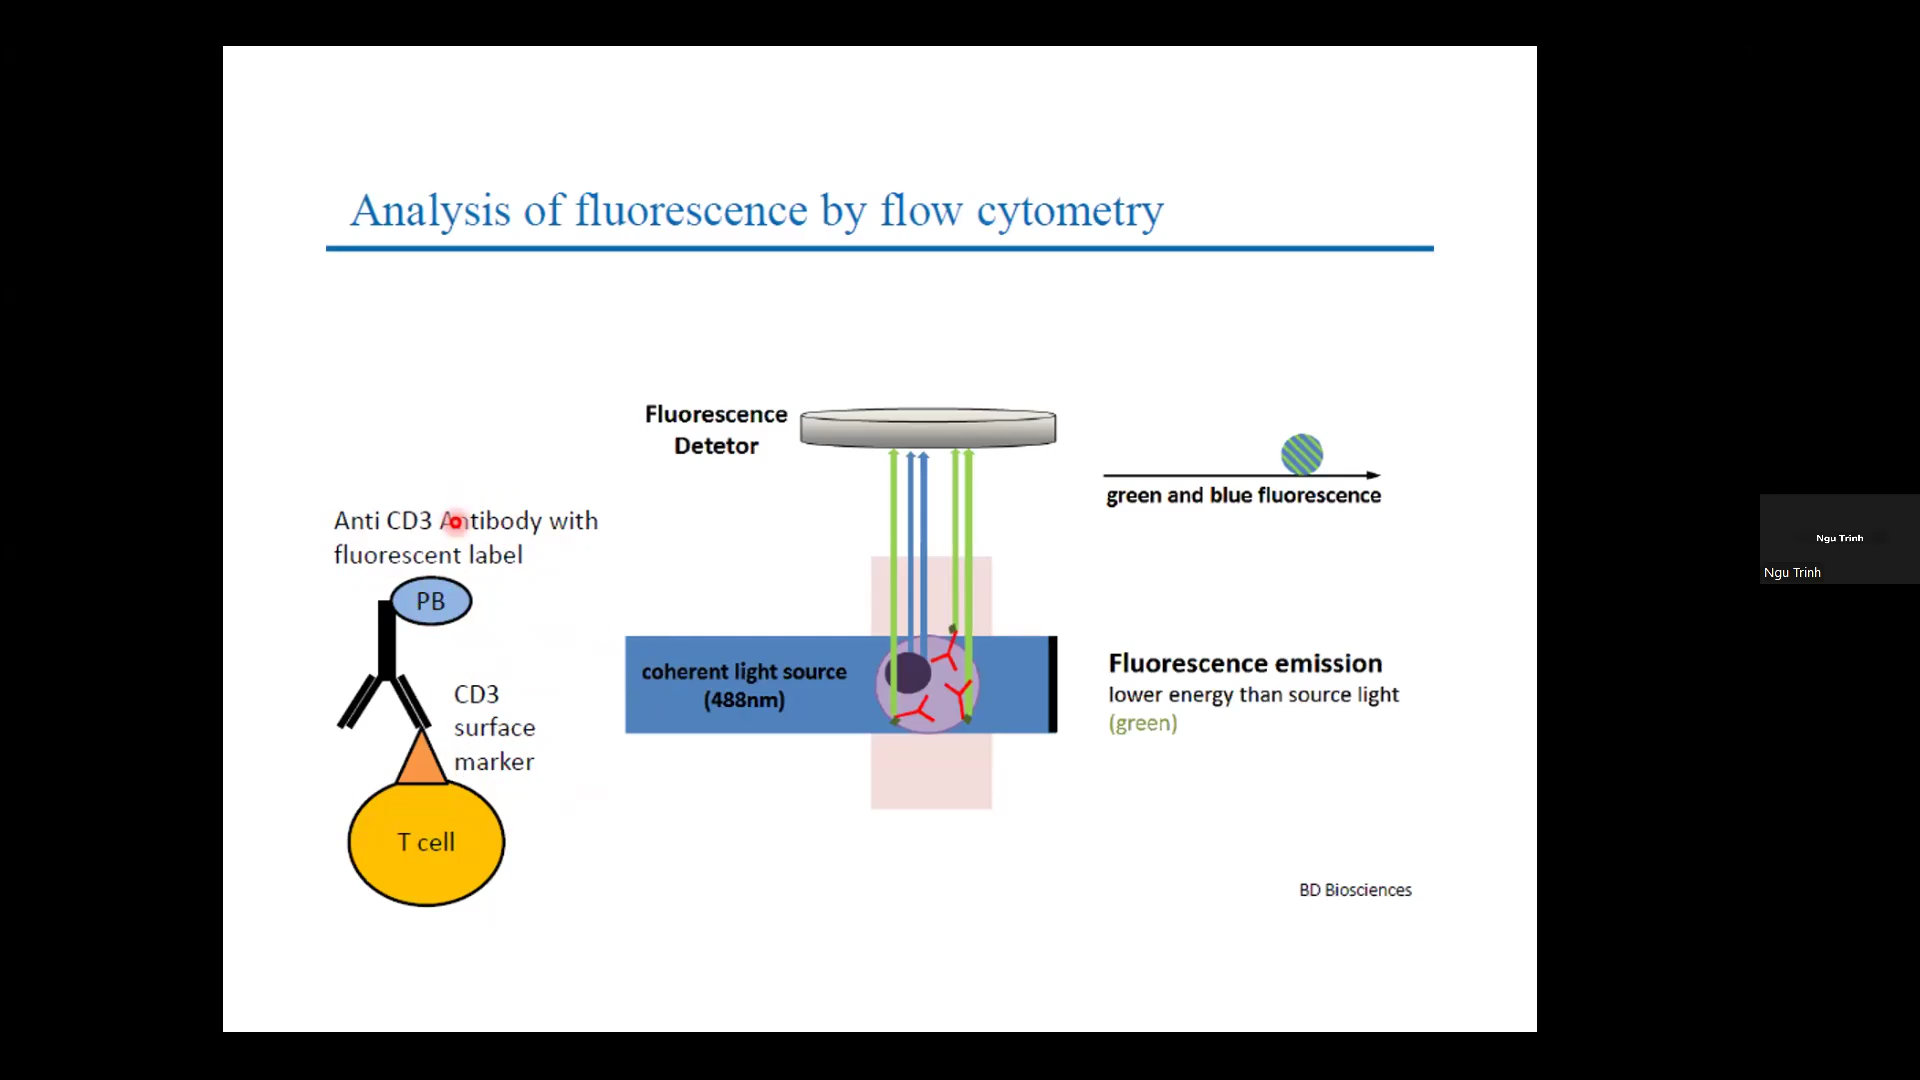 Analysis of fluorescence by flow cytometry
Fluorescence
Detetor
green and blue fluorescence
Anti CD3 Antibody with
fluorescent label
PB
CD3
surface
marker
T cell
coherent light source
(488nm)
Fluorescence emission
lower energy than source light
(green)
BD Biosciences
Ngu Trinh
Ngu Trinh